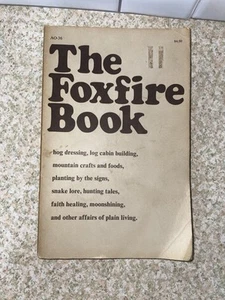 The
Foxfire
Book
hog dressing, log cabin building,
mountain crafts and foods,
planting by the signs,
snake lore, hunting tales,
faith healing, moonshining,
and other affairs of plain living.